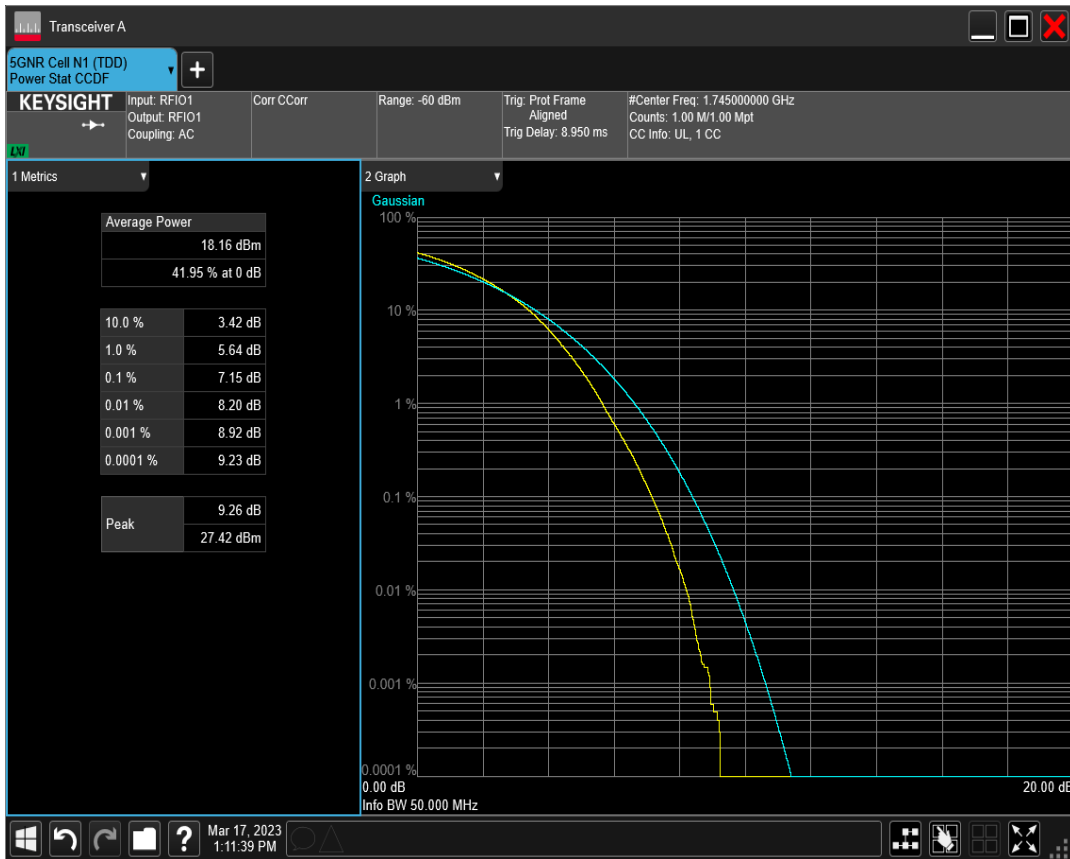 Transceiver A
5GNR Cell N1 (TDD)
Power Stat CCDF
KEYSIGHT
LXI
Input: RFIO1
Output: RFIO1
Coupling: AC
Corr CCorr
Range: -60 dBm
Trig: Prot Frame
Aligned
Trig Delay: 8.950 ms
#Center Freq: 1.745000000 GHz
Counts: 1.00 M/1.00 Mpt
CC Info: UL, 1 CC
1 Metrics
Average Power
18.16 dBm
41.95 % at 0 dB
10.0 % 3.42 dB
1.0 % 5.64 dB
0.1 % 7.15 dB
0.01 % 8.20 dB
0.001 % 8.92 dB
0.0001 % 9.23 dB
Peak
9.26 dB
27.42 dBm
2 Graph
Gaussian
100 %
10 %
1 %
0.1 %
0.01 %
0.001 %
0.0001 %
0.00 dB
20.00 dB
Info BW 50.000 MHz
?
Mar 17, 2023
1:11:39 PM